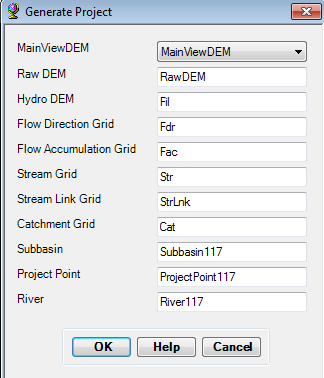 Generate Project
MainViewDEM MainViewDEM
Raw DEM RawDEM
Hydro DEM Fil
Flow Direction Grid Fdr
Flow Accumulation Grid Fac
Stream Grid Str
Stream Link Grid StrLnk
Catchment Grid Cat
Subbasin Subbasin117
Project Point ProjectPoint117
River River117
OK Help Cancel